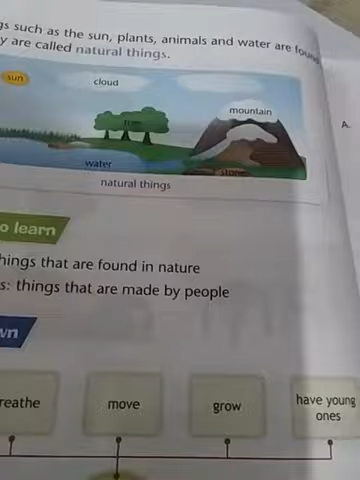 gs such as the sun, plants, animals and water are found
y are called natural things.
sun
cloud
mountain
tree
water
stone
natural things
A.
o learn
hings that are found in nature
s: things that are made by people
wn
reathe
move
grow
have young
ones